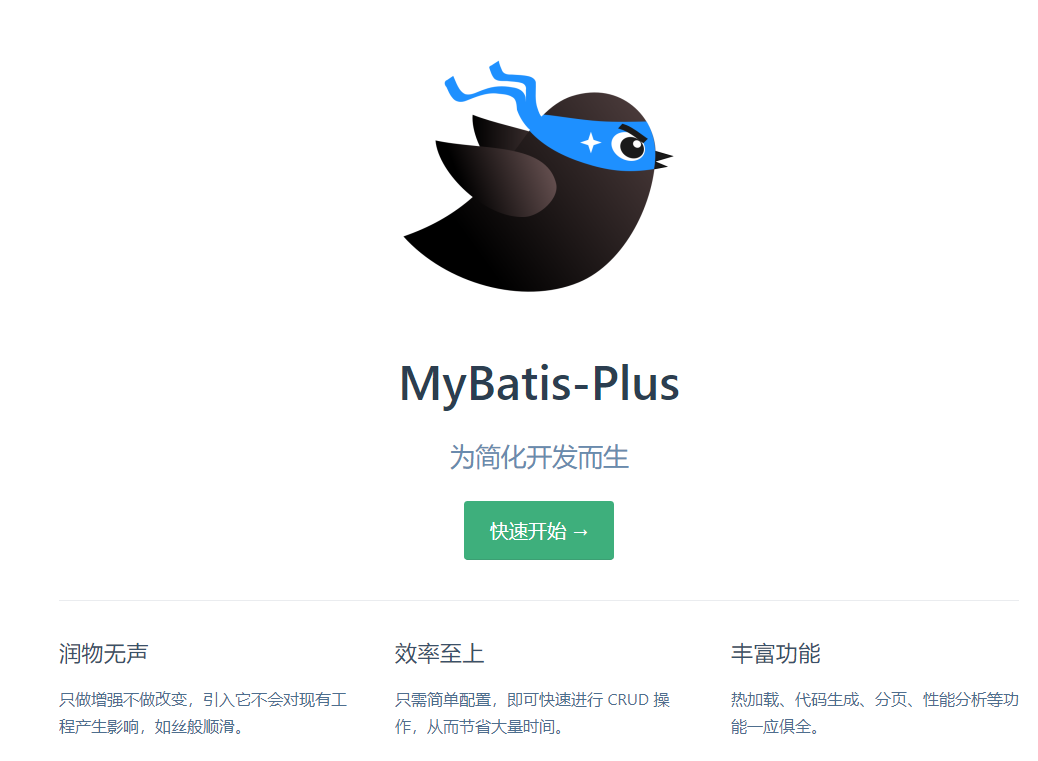 MyBatis-Plus
为简化开发而生
快速开始 →
润物无声
只做增强不做改变，引入它不会对现有工
程产生影响，如丝般顺滑。
效率至上
只需简单配置，即可快速进行 CRUD 操
作，从而节省大量时间。
丰富功能
热加载、代码生成、分页、性能分析等功
能一应俱全。